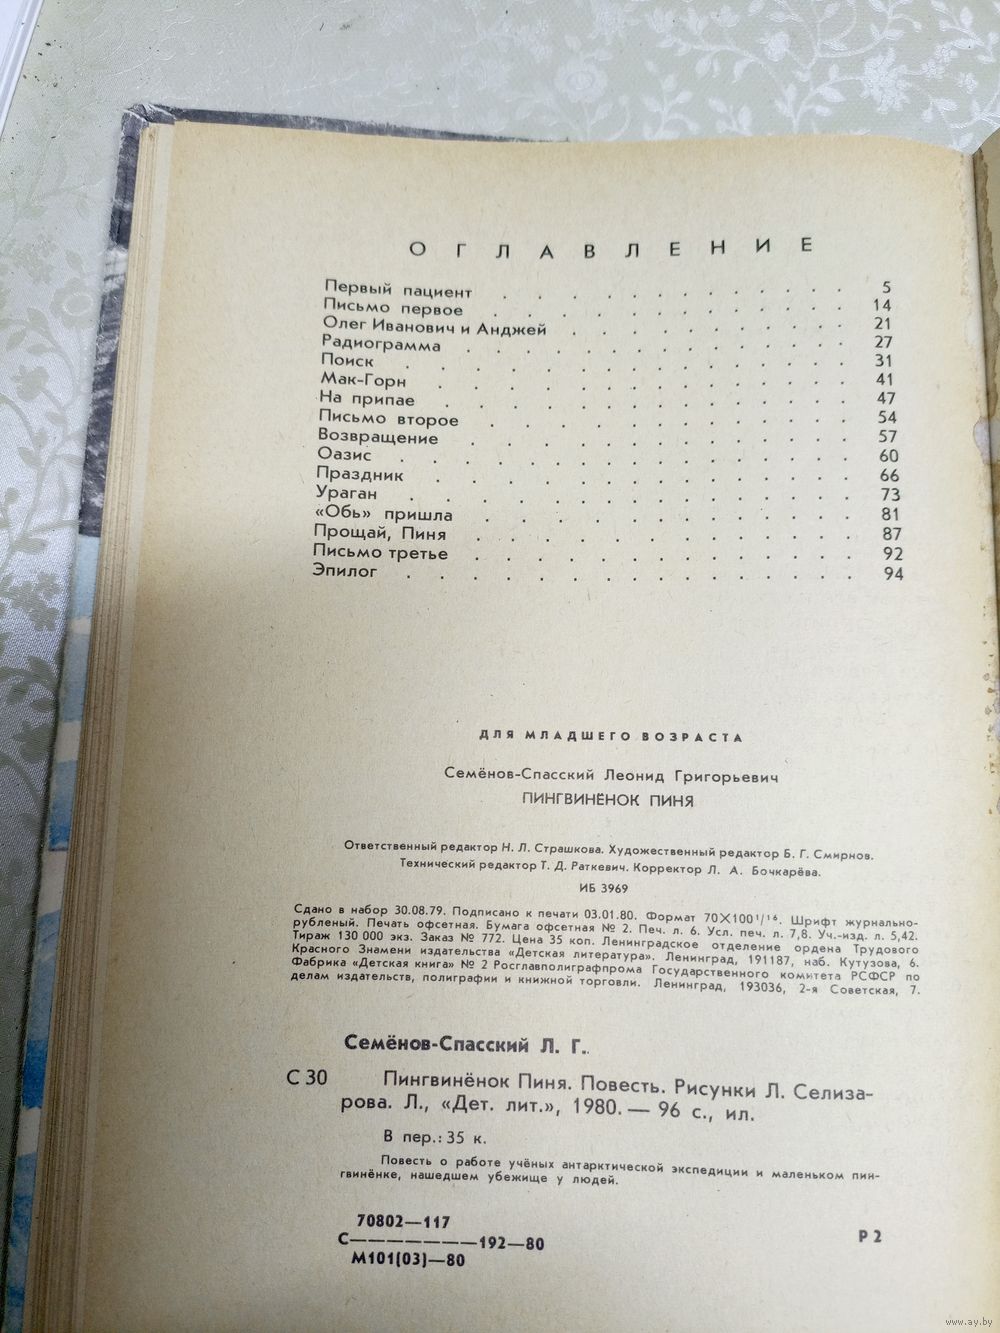 ОГЛАВЛЕНИЕ
Первый пациент . . . . . . . . . . . . . 5
Письмо первое . . . . . . . . . . . . . 14
Олег Иванович и Анджей . . . . . . . . . . 21
Радиограмма . . . . . . . . . . . . . . 27
Поиск . . . . . . . . . . . . . . . . 31
Мак-Горн . . . . . . . . . . . . . . . 41
На припае . . . . . . . . . . . . . . 47
Письмо второе . . . . . . . . . . . . . 54
Возвращение . . . . . . . . . . . . . . 57
Оазис . . . . . . . . . . . . . . . . 60
Праздник . . . . . . . . . . . . . . . 66
Ураган . . . . . . . . . . . . . . . . 73
«Обь» пришла . . . . . . . . . . . . . 81
Прощай, Пиня . . . . . . . . . . . . . 87
Письмо третье . . . . . . . . . . . . . 92
Эпилог . . . . . . . . . . . . . . . . 94
ДЛЯ МЛАДШЕГО ВОЗРАСТА
Семёнов-Спасский Леонид Григорьевич
ПИНГВИНЁНОК ПИНЯ
Ответственный редактор Н. Л. Страшкова. Художественный редактор Б. Г. Смирнов.
Технический редактор Т. Д. Раткевич. Корректор Л. А. Бочкарёва.
ИБ 3969
Сдано в набор 30.08.79. Подписано к печати 03.01.80. Формат 70×100¹/₁₆. Шрифт журнально-
рубленый. Печать офсетная. Бумага офсетная № 2. Печ. л. 6. Усл. печ. л. 7,8. Уч.-изд. л. 5,42.
Тираж 130 000 экз. Заказ № 772. Цена 35 коп. Ленинградское отделение ордена Трудового
Красного Знамени издательства «Детская литература». Ленинград, 191187, наб. Кутузова, 6.
Фабрика «Детская книга» № 2 Росглавполиграфпрома Государственного комитета РСФСР по
делам издательств, полиграфии и книжной торговли. Ленинград, 193036, 2-я Советская, 7.
Семёнов-Спасский Л. Г.
С 30 Пингвинёнок Пиня. Повесть. Рисунки Л. Селиза-
рова. Л., «Дет. лит.», 1980. — 96 с., ил.
В пер.: 35 к.
Повесть о работе учёных антарктической экспедиции и маленьком пин-
гвинёнке, нашедшем убежище у людей.
70802—117
С———————192—80
М101(03)—80
Р 2
www.ay.by